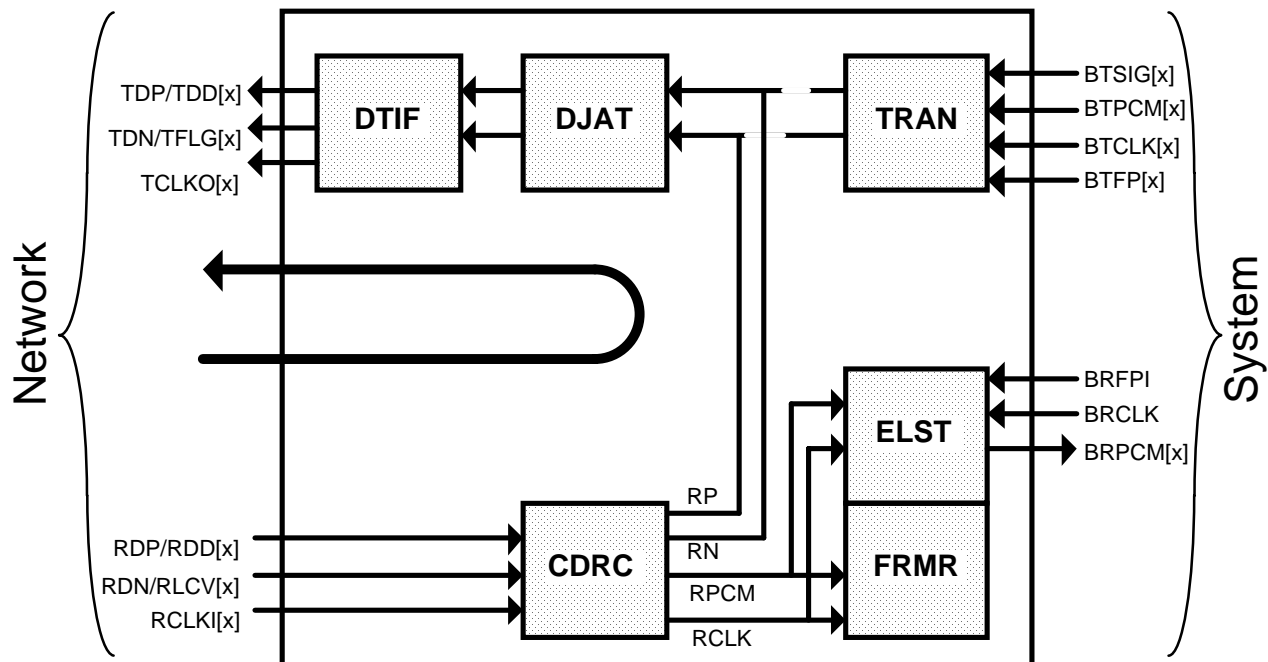 TDP/TDD[x]
TDN/TFLG[x]
TCLKO[x]
DTIF
DJAT
TRAN
BTSIG[x]
BTPCM[x]
BTCLK[x]
BTFP[x]
Network
System
ELST
BRFPI
BRCLK
BRPCM[x]
RDP/RDD[x]
RDN/RLCV[x]
RCLKI[x]
CDRC
RP
RN
RPCM
RCLK
FRMR